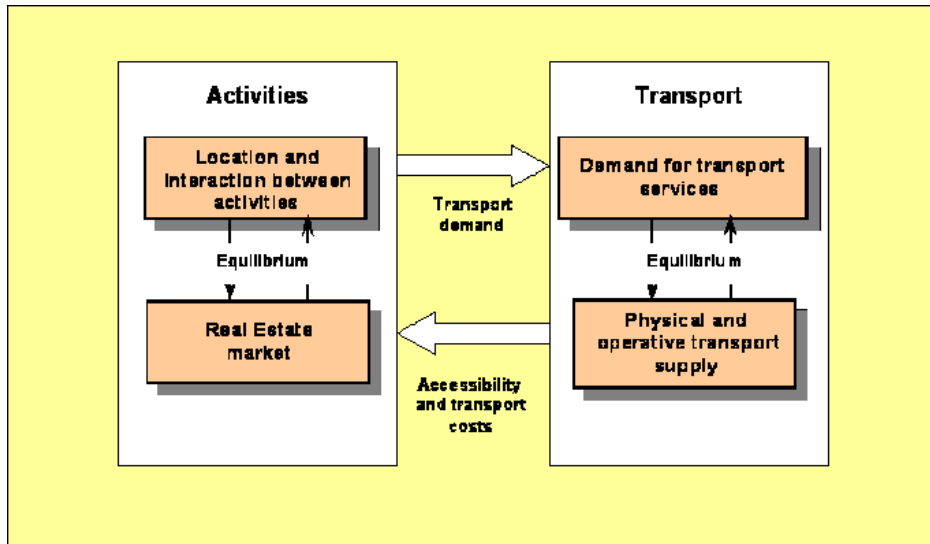 Activities
Location and
interaction between
activities
Equilibrium
Real Estate
market
Transport
demand
Accessibility
and transport
costs
Transport
Demand for transport
services
Equilibrium
Physical and
operative transport
supply